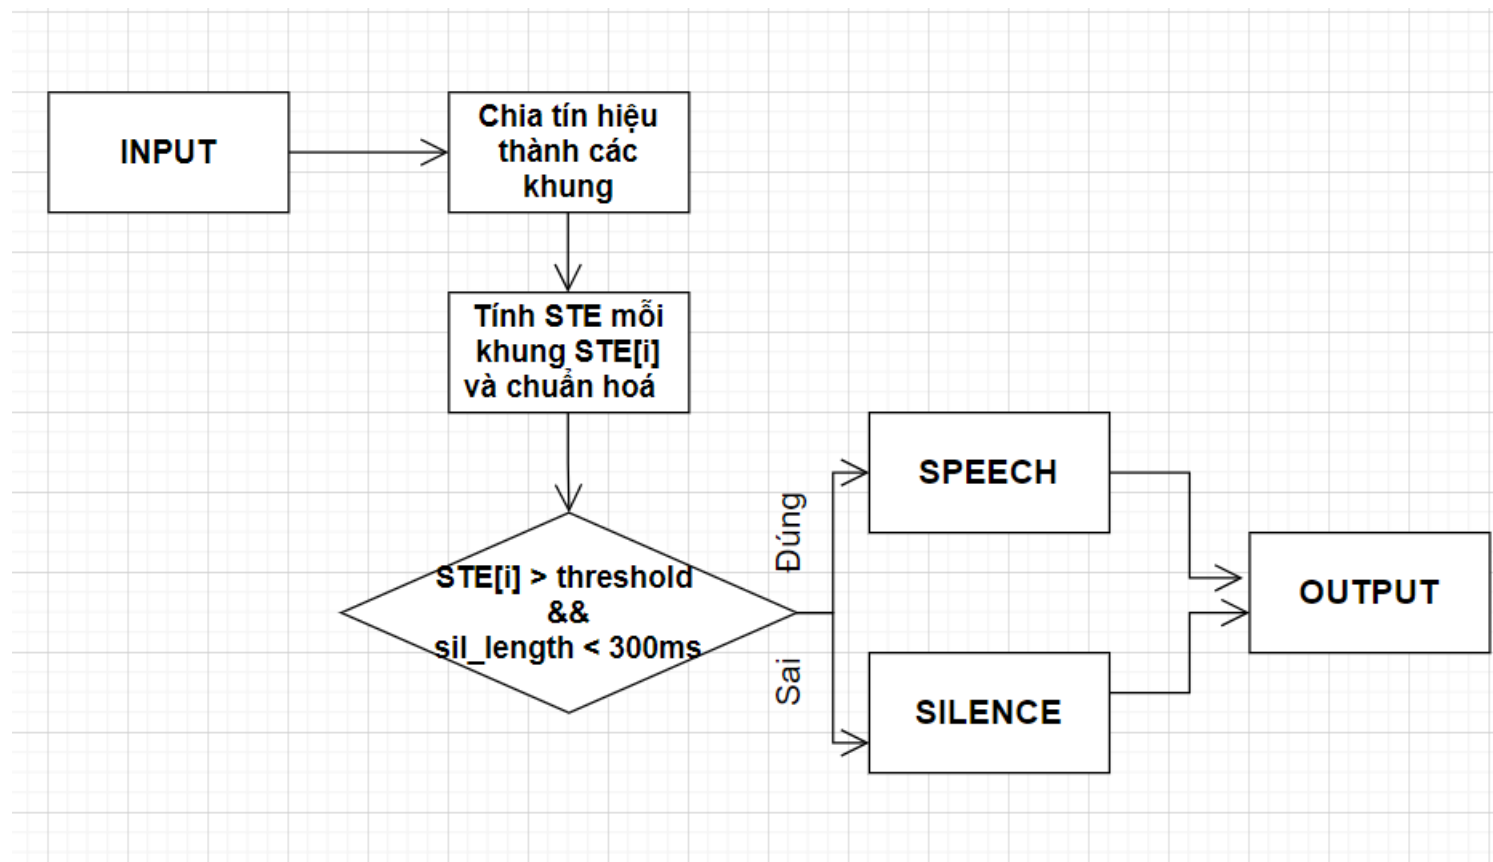 INPUT
Chia tín hiệu
thành các
khung
Tính STE mỗi
khung STE[i]
và chuẩn hoá
STE[i] > threshold
&&
sil_length < 300ms
Đúng
Sai
SPEECH
SILENCE
OUTPUT